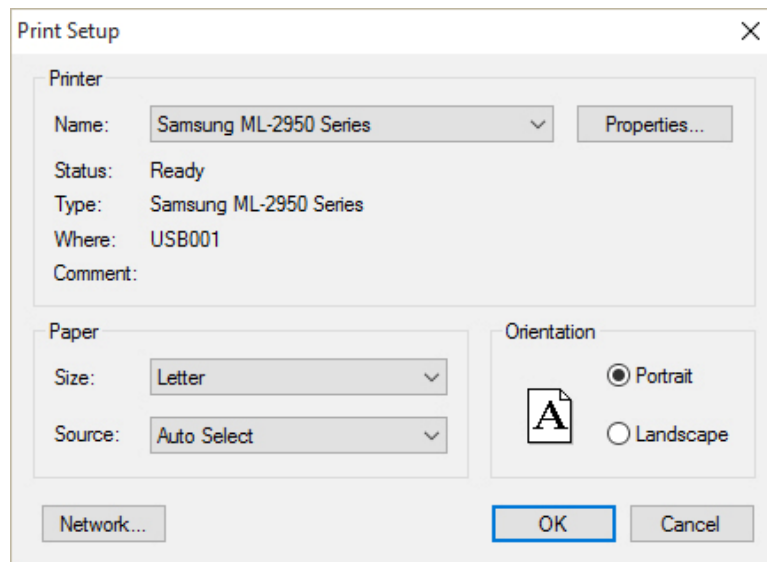 Print Setup
Printer
Name: Samsung ML-2950 Series Properties...
Status: Ready
Type: Samsung ML-2950 Series
Where: USB001
Comment:
Paper
Size: Letter
Source: Auto Select
Orientation
A
Portrait
Landscape
Network... OK Cancel